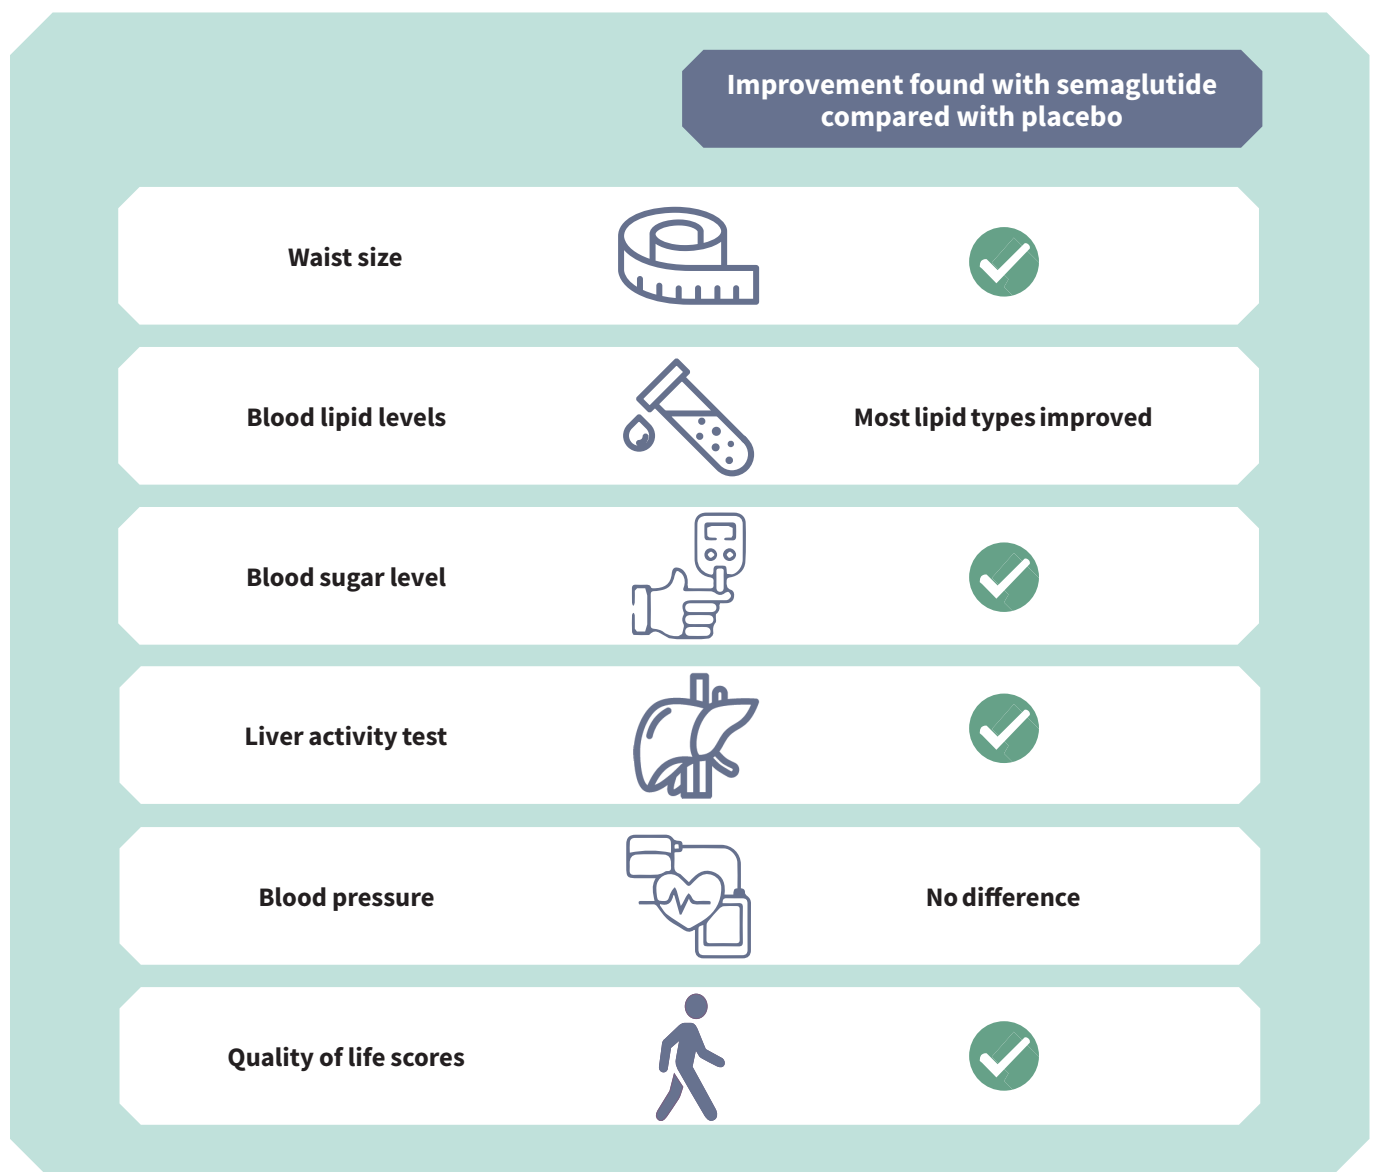 Improvement found with semaglutide
compared with placebo
Waist size
Blood lipid levels
Most lipid types improved
Blood sugar level
Liver activity test
Blood pressure
No difference
Quality of life scores